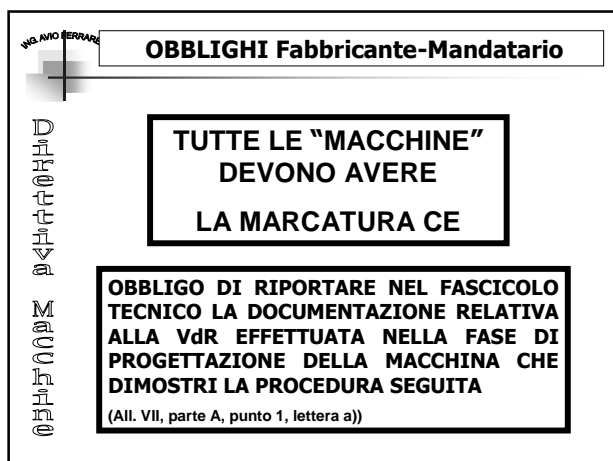 ING. AVIO FERRARE
OBBLIGHI Fabbricante-Mandatario
Direttiva Macchine
TUTTE LE “MACCHINE”
DEVONO AVERE
LA MARCATURA CE
OBBLIGO DI RIPORTARE NEL FASCICOLO
TECNICO LA DOCUMENTAZIONE RELATIVA
ALLA VdR EFFETTUATA NELLA FASE DI
PROGETTAZIONE DELLA MACCHINA CHE
DIMOSTRI LA PROCEDURA SEGUITA
(All. VII, parte A, punto 1, lettera a))